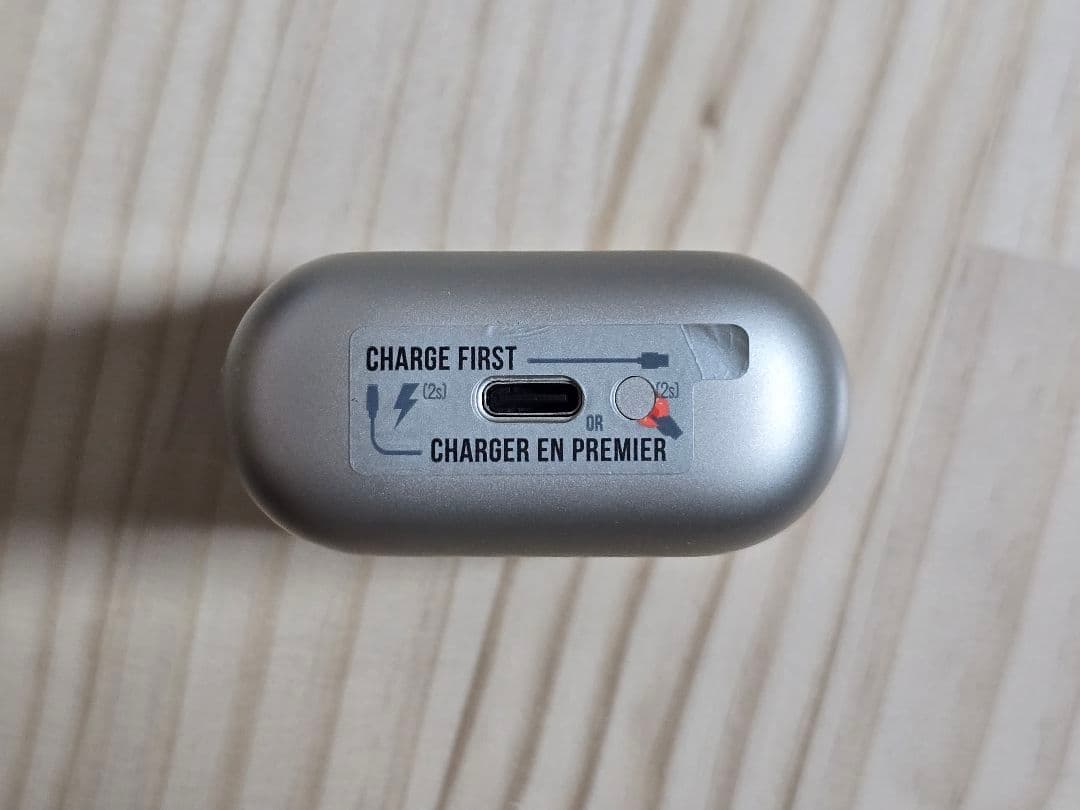 CHARGE FIRST
(2s)
(2s)
OR
CHARGER EN PREMIER